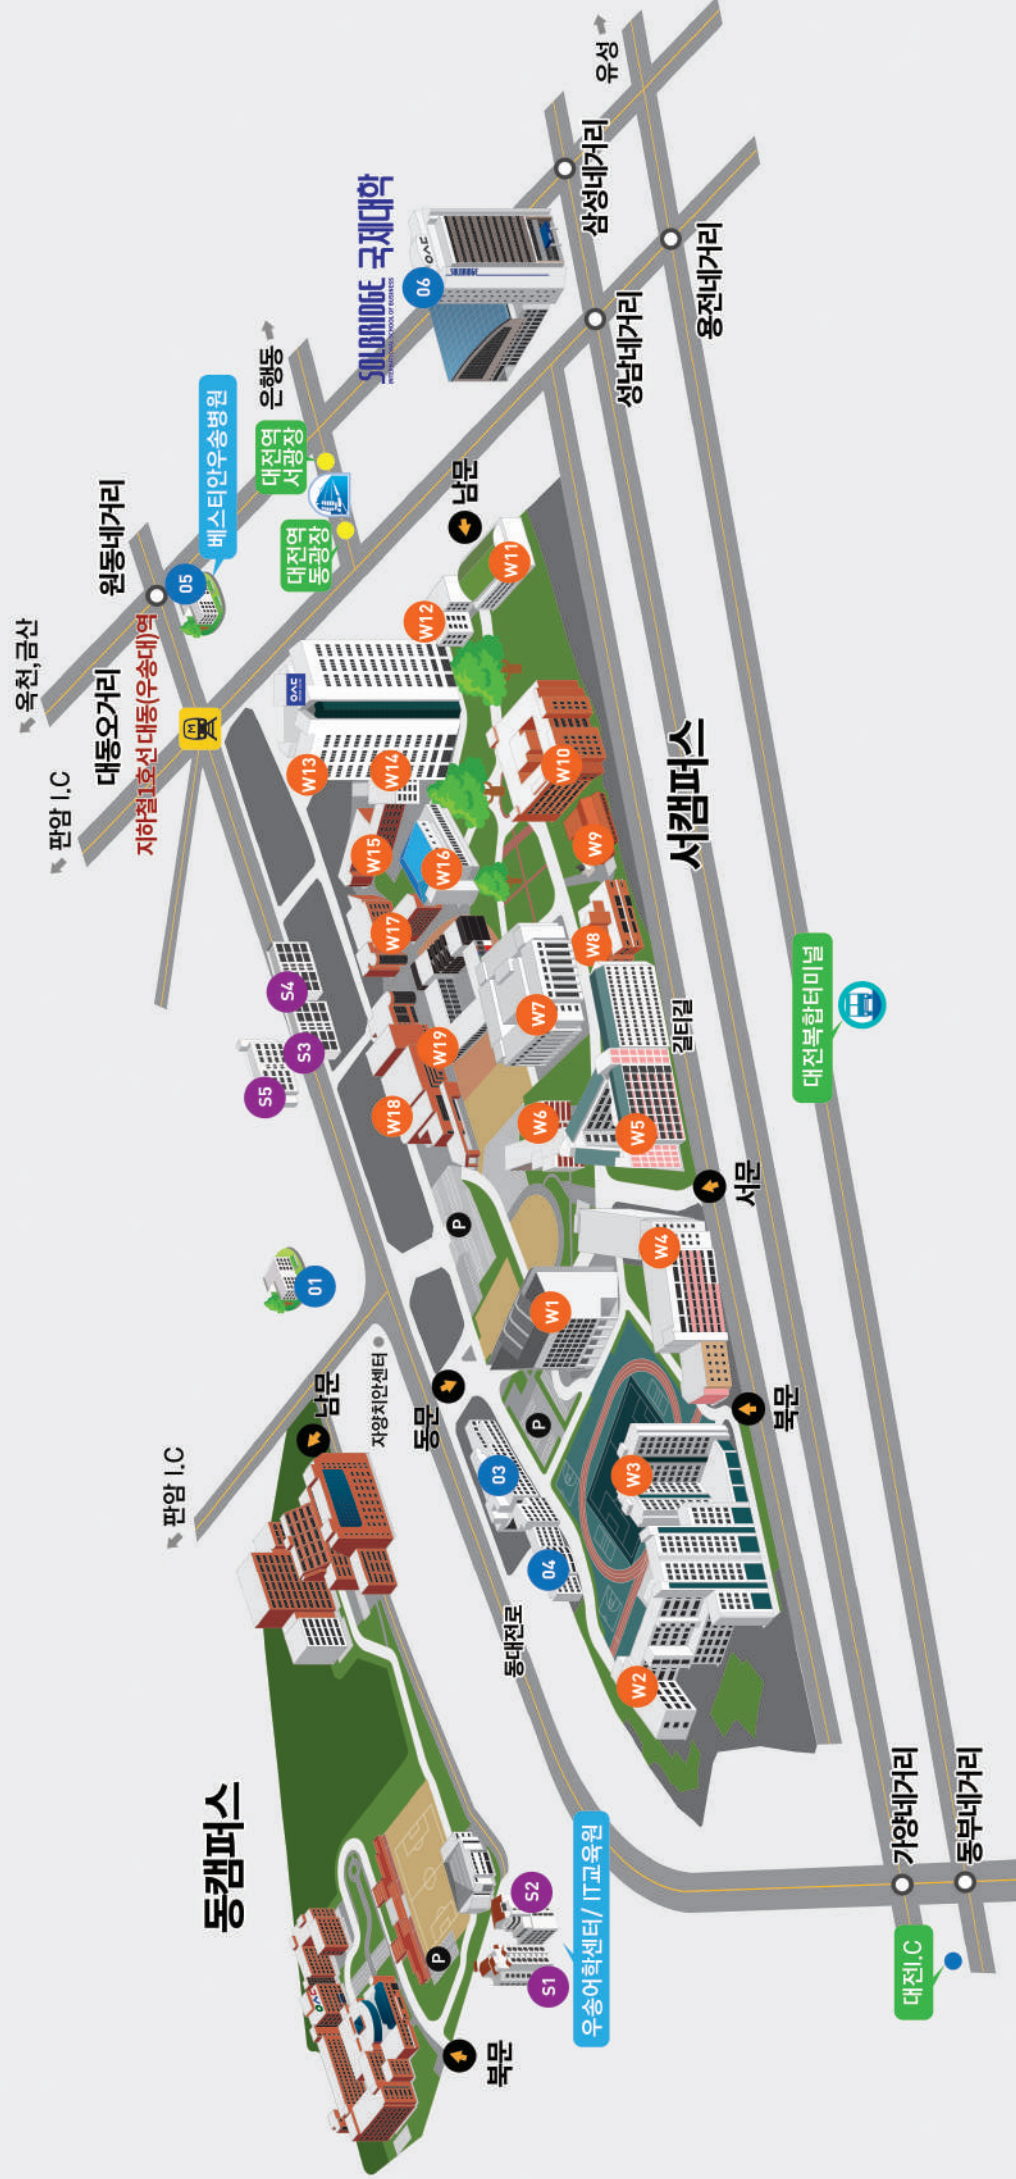 동캠퍼스
북문
P
S1
S2
우송어학센터/ IT교육원
판암 I.C
남문
자양치안센터
동문
동대전로
01
03
04
대전I.C
가양네거리
동부네거리
W2
W3
북문
W1
P
P
W4
서문
W5
W6
길티길
W7
W8
W9
W10
W11
W12
W13
W14
W15
W16
W17
W18
W19
S5
S3
S4
서캠퍼스
대전복합터미널
판암 I.C
옥천,금산
대동오거리
지하철1호선 대동(우송대)역
M
원동네거리
05
베스티안우송병원
대전역
동광장
대전역
서광장
은행동
남문
SOLBRIDGE 국제대학
INTERNATIONAL SCHOOL OF BUSINESS
06
SOLBRIDGE
성남네거리
삼성네거리
용전네거리
유성